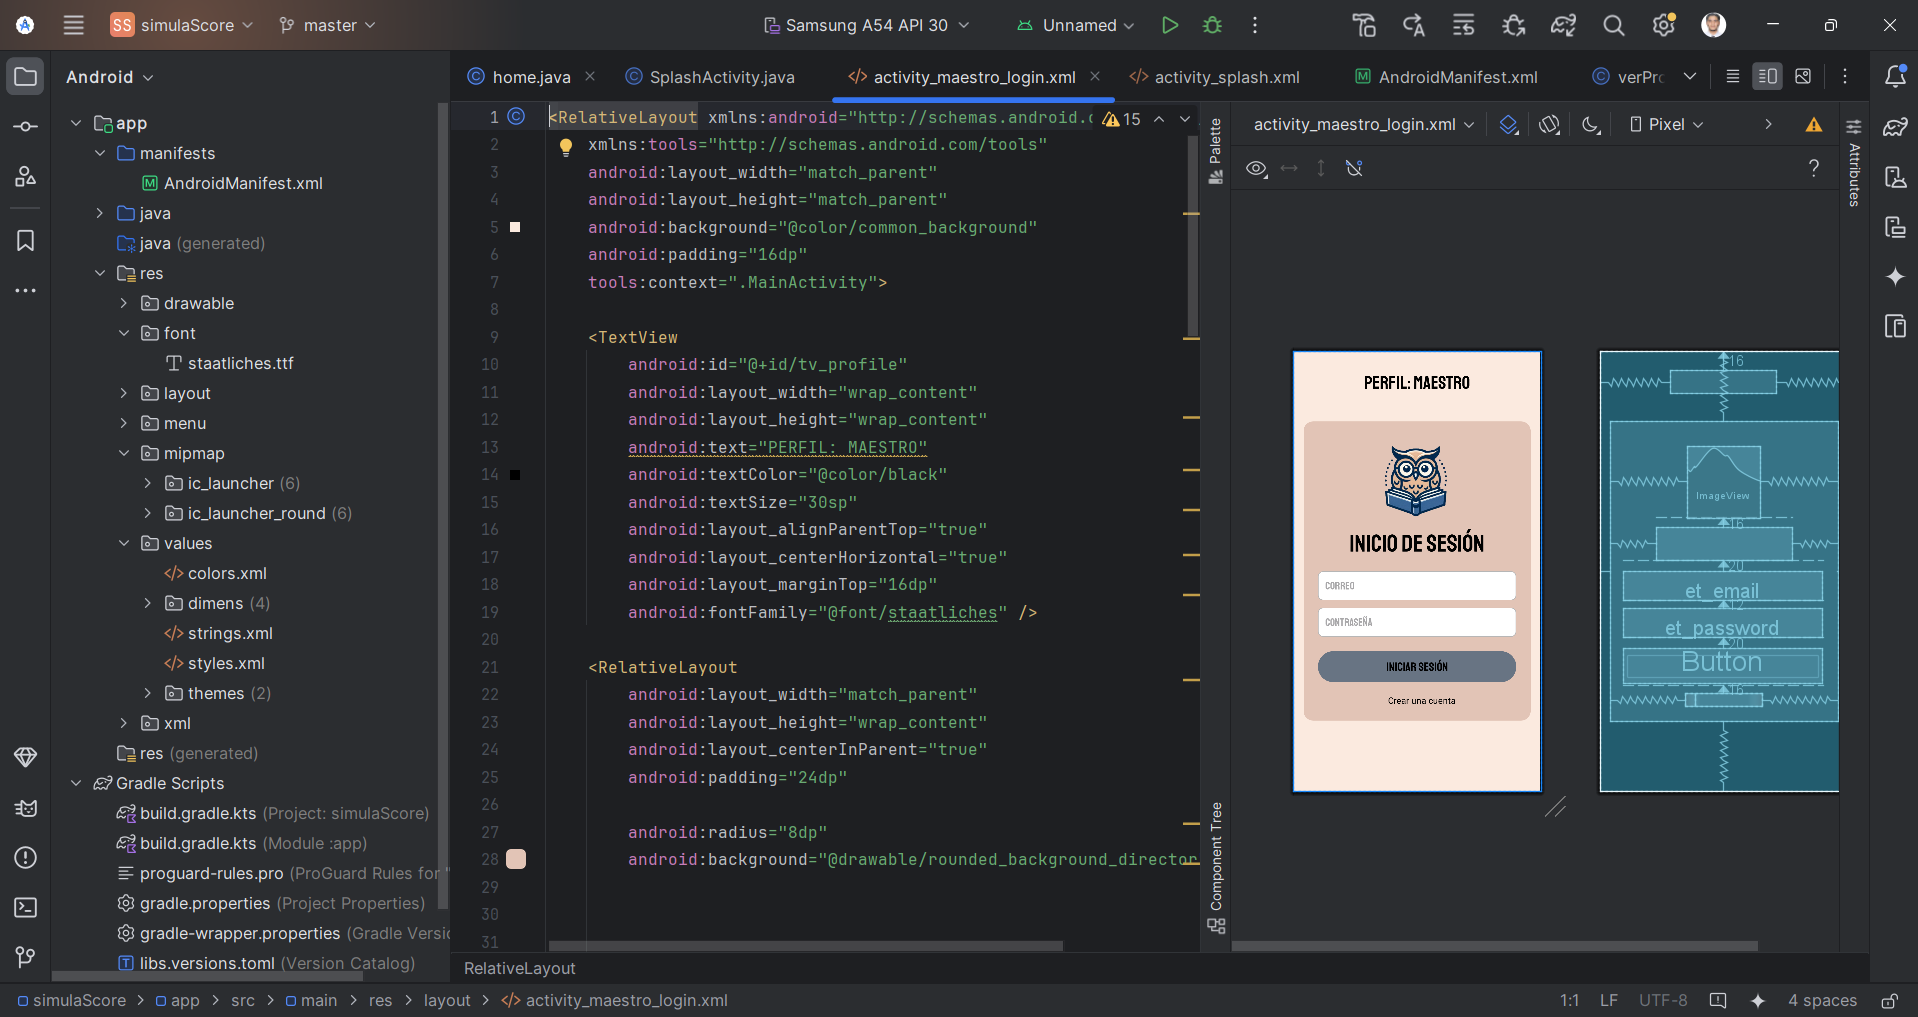 SS simulaScore master Samsung A54 API 30 Unnamed
Android
app
manifests
AndroidManifest.xml
java
java (generated)
res
drawable
font
staatliches.ttf
layout
menu
mipmap
ic_launcher (6)
ic_launcher_round (6)
values
colors.xml
dimens (4)
strings.xml
styles.xml
themes (2)
xml
res (generated)
Gradle Scripts
build.gradle.kts (Project: simulaScore)
build.gradle.kts (Module :app)
proguard-rules.pro (ProGuard Rules for "
gradle.properties (Project Properties)
gradle-wrapper.properties (Gradle Versi
libs.versions.toml (Version Catalog)
home.java SplashActivity.java activity_maestro_login.xml activity_splash.xml AndroidManifest.xml verPr
1 <RelativeLayout xmlns:android="http://schemas.android.c 15
2 xmlns:tools="http://schemas.android.com/tools"
3 android:layout_width="match_parent"
4 android:layout_height="match_parent"
5 android:background="@color/common_background"
6 android:padding="16dp"
7 tools:context=".MainActivity">
8
9 <TextView
10 android:id="@+id/tv_profile"
11 android:layout_width="wrap_content"
12 android:layout_height="wrap_content"
13 android:text="PERFIL: MAESTRO"
14 android:textColor="@color/black"
15 android:textSize="30sp"
16 android:layout_alignParentTop="true"
17 android:layout_centerHorizontal="true"
18 android:layout_marginTop="16dp"
19 android:fontFamily="@font/staatliches" />
20
21 <RelativeLayout
22 android:layout_width="match_parent"
23 android:layout_height="wrap_content"
24 android:layout_centerInParent="true"
25 android:padding="24dp"
26
27 android:radius="8dp"
28 android:background="@drawable/rounded_background_director
29
30
31
RelativeLayout
Palette
Component Tree
activity_maestro_login.xml Pixel
?
Attributes
PERFIL: MAESTRO
INICIO DE SESIÓN
CORREO
CONTRASEÑA
INICIAR SESIÓN
Crear una cuenta
16
ImageView
16
20
et_email
12
et_password
20
Button
16
simulaScore > app > src > main > res > layout > activity_maestro_login.xml
1:1 LF UTF-8 4 spaces